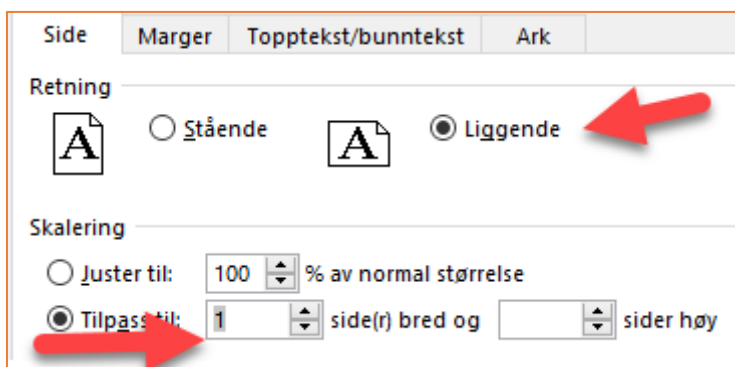 Side Marger Topptekst/bunntekst Ark
Retning
A Stående A Liggende
Skalering
Juster til: 100 % av normal størrelse
Tilpass til: 1 side(r) bred og sider høy